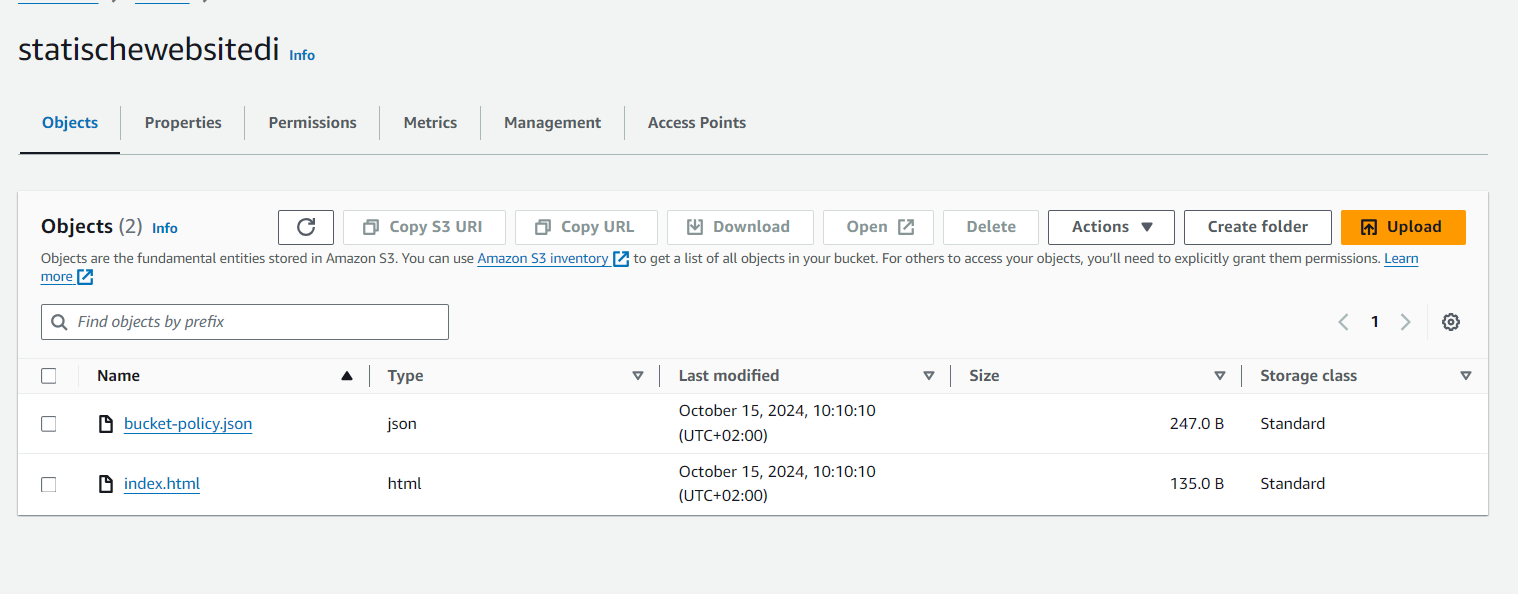 statischewebsitedi Info
Objects Properties Permissions Metrics Management Access Points
Objects (2) Info Copy S3 URI Copy URL Download Open Delete Actions Create folder Upload
Objects are the fundamental entities stored in Amazon S3. You can use Amazon S3 inventory to get a list of all objects in your bucket. For others to access your objects, you’ll need to explicitly grant them permissions. Learn
more
Find objects by prefix 1
Name Type Last modified Size Storage class
bucket-policy.json json October 15, 2024, 10:10:10 (UTC+02:00) 247.0 B Standard
index.html html October 15, 2024, 10:10:10 (UTC+02:00) 135.0 B Standard